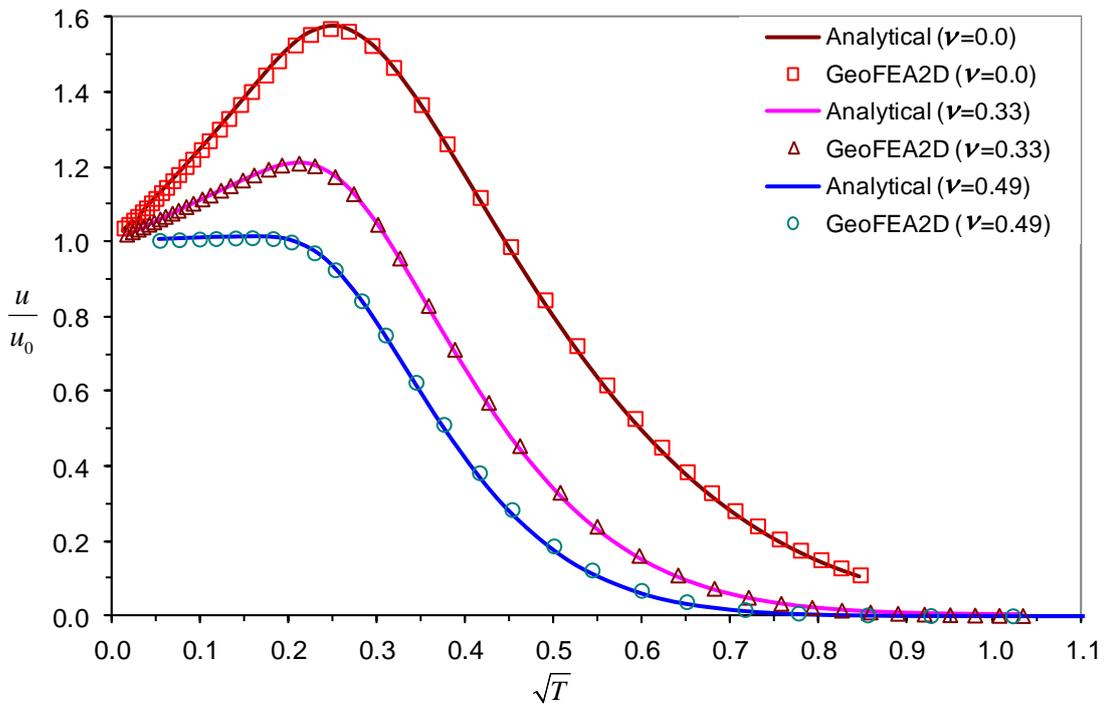 1.6
1.4
1.2
1.0
0.8
0.6
0.4
0.2
0.0
u
u0
Analytical (ν=0.0)
GeoFEA2D (ν=0.0)
Analytical (ν=0.33)
GeoFEA2D (ν=0.33)
Analytical (ν=0.49)
GeoFEA2D (ν=0.49)
0.0 0.1 0.2 0.3 0.4 0.5 0.6 0.7 0.8 0.9 1.0 1.1
√T